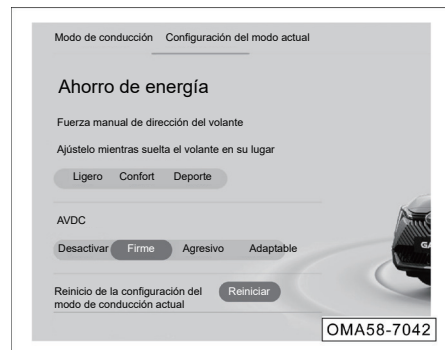 Modo de conducción Configuración del modo actual
Ahorro de energía
Fuerza manual de dirección del volante
Ajústelo mientras suelta el volante en su lugar
Ligero Confort Deporte
AVDC
Desactivar Firme Agresivo Adaptable
Reinicio de la configuración del Reiniciar
modo de conducción actual
GA
OMA58-7042